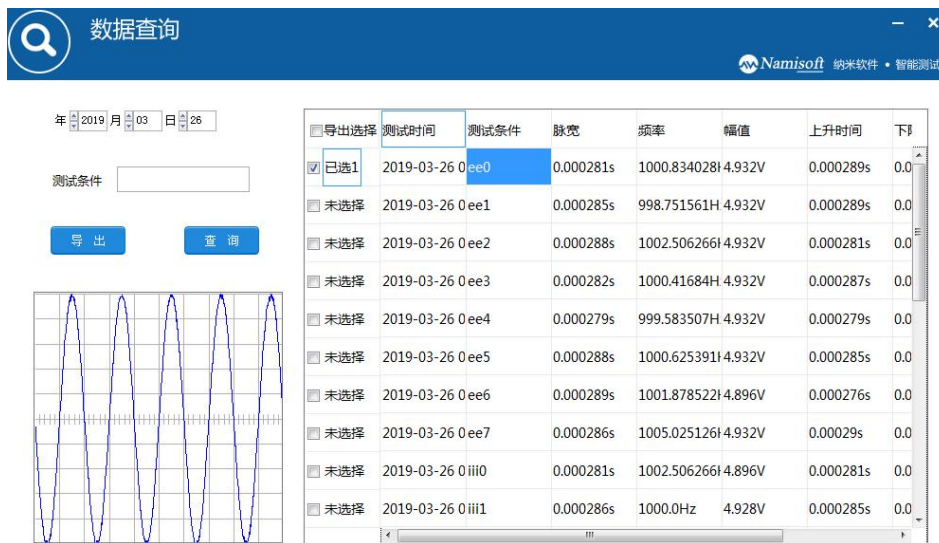 数据查询
Namisoft 纳米软件 • 智能测试
年 2019 月 03 日 26
测试条件
导 出 查 询
导出选择 测试时间 测试条件 脉宽 频率 幅值 上升时间
已选1 2019-03-26 0 ee0 0.000281s 1000.834028H 4.932V 0.000289s 0.0
未选择 2019-03-26 0 ee1 0.000285s 998.751561H 4.932V 0.000289s 0.0
未选择 2019-03-26 0 ee2 0.000288s 1002.506266H 4.932V 0.000281s 0.0
未选择 2019-03-26 0 ee3 0.000282s 1000.41684H 4.932V 0.000287s 0.0
未选择 2019-03-26 0 ee4 0.000279s 999.583507H 4.932V 0.000279s 0.0
未选择 2019-03-26 0 ee5 0.000288s 1000.625391H 4.932V 0.000285s 0.0
未选择 2019-03-26 0 ee6 0.000289s 1001.878522H 4.896V 0.000276s 0.0
未选择 2019-03-26 0 ee7 0.000286s 1005.025126H 4.932V 0.00029s 0.0
未选择 2019-03-26 0 iii0 0.000281s 1002.506266H 4.896V 0.000281s 0.0
未选择 2019-03-26 0 iii1 0.000286s 1000.0Hz 4.928V 0.000285s 0.0